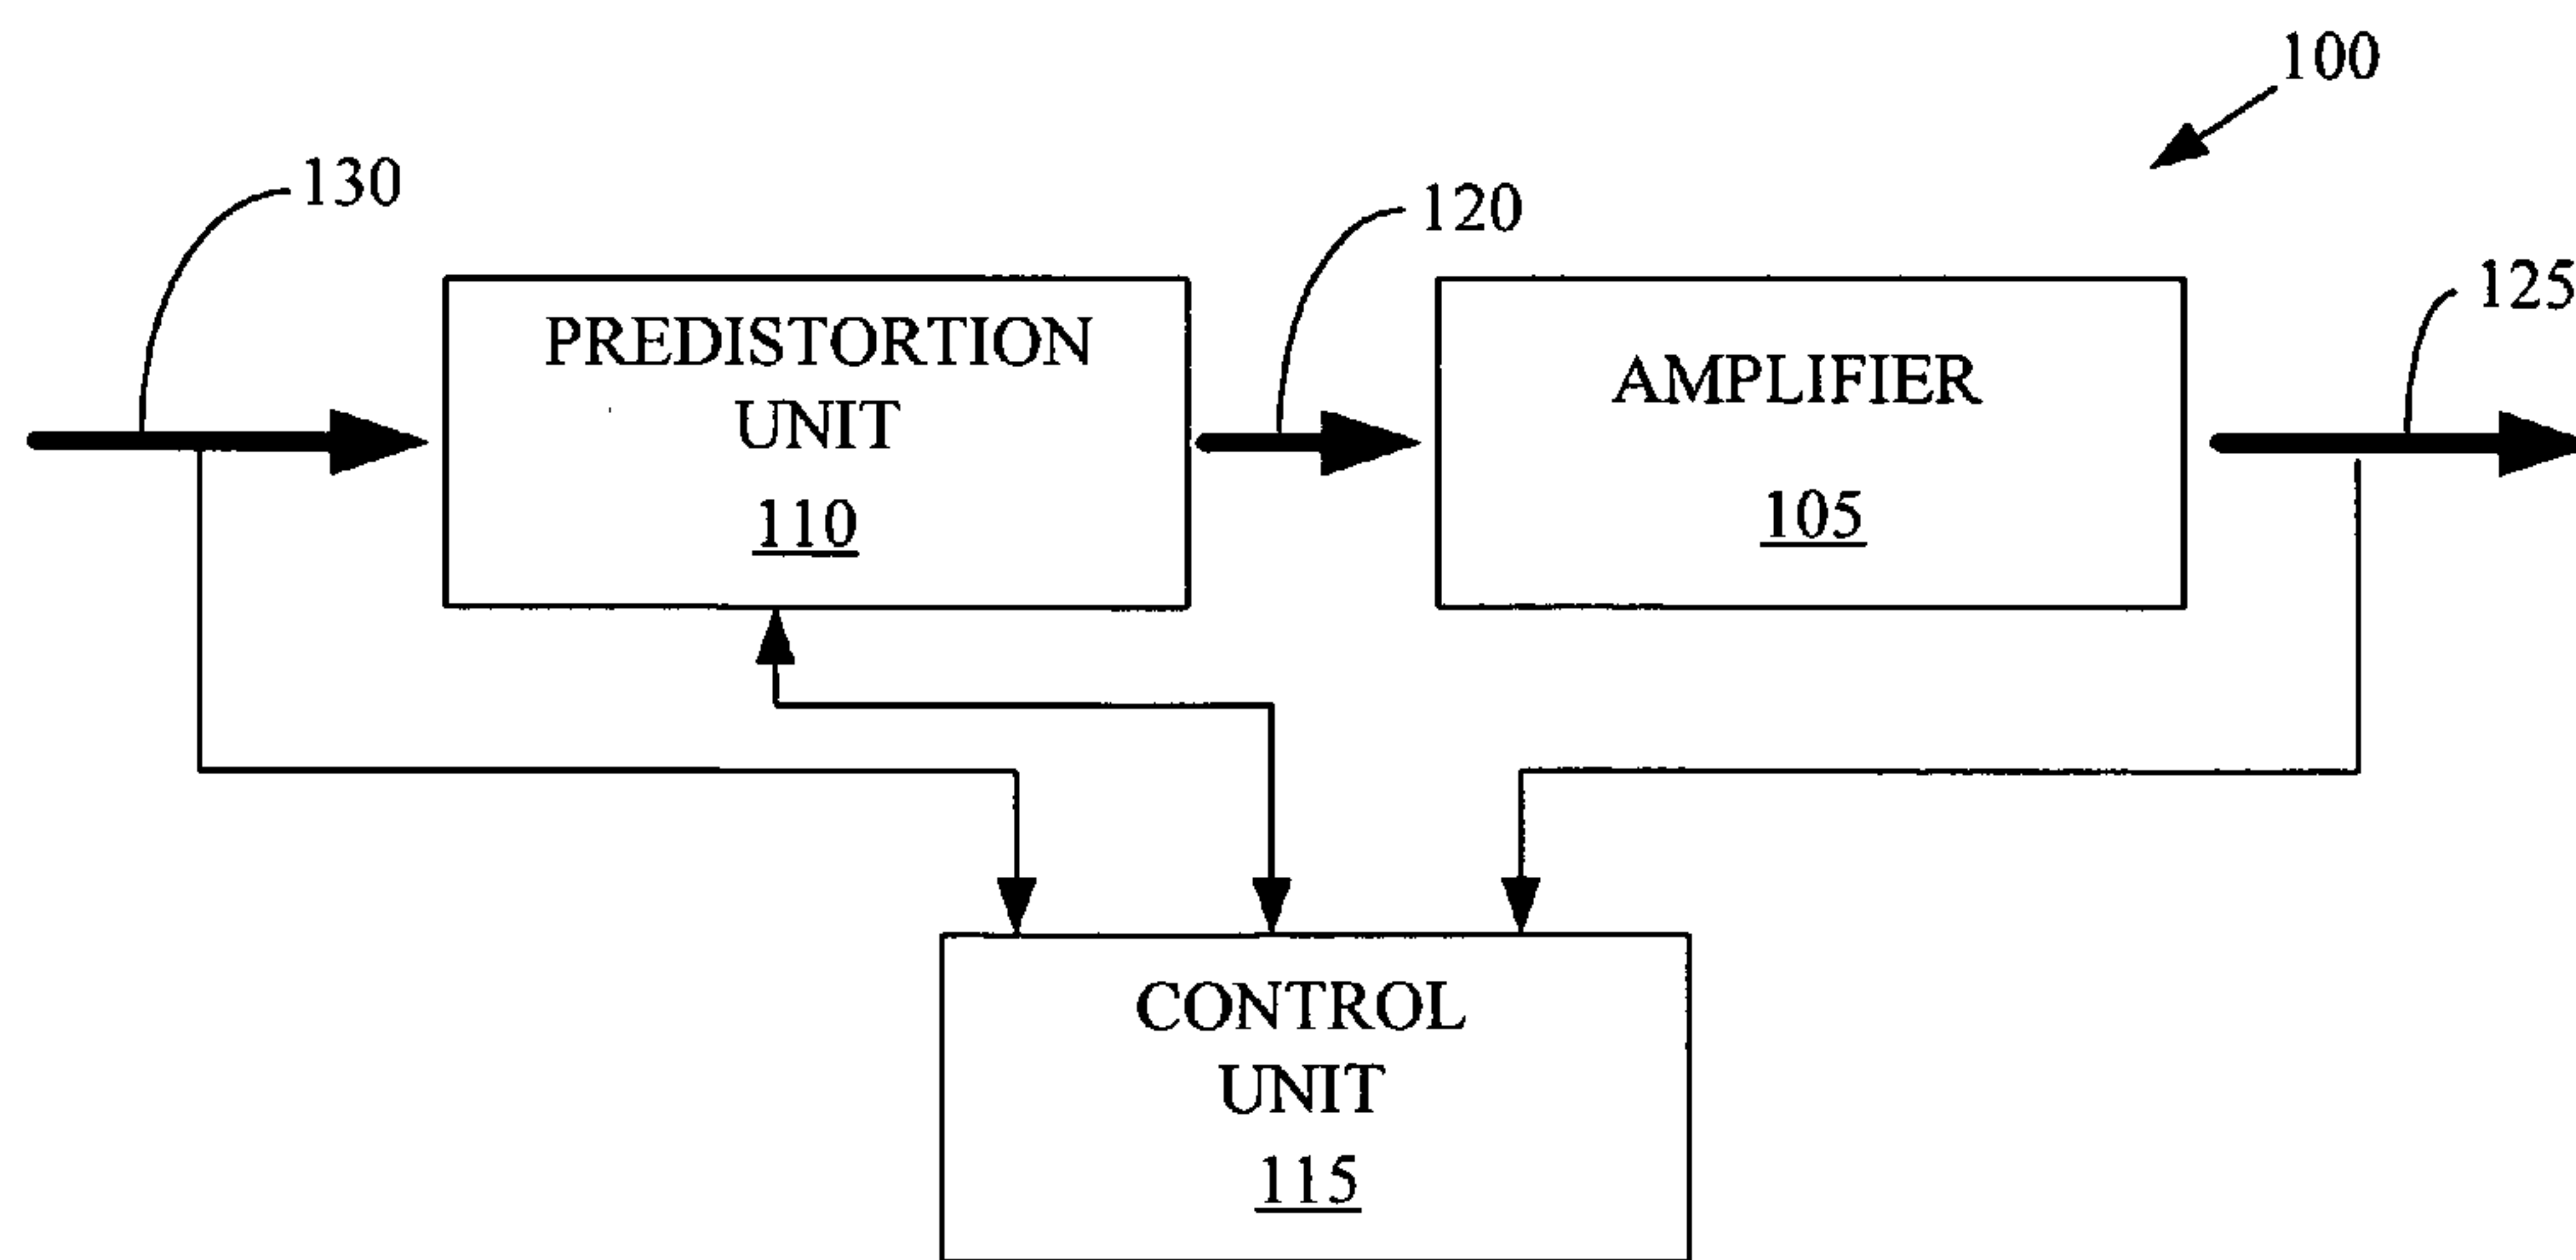 100
130
120
125
PREDISTORTION
UNIT
110
AMPLIFIER
105
CONTROL
UNIT
115